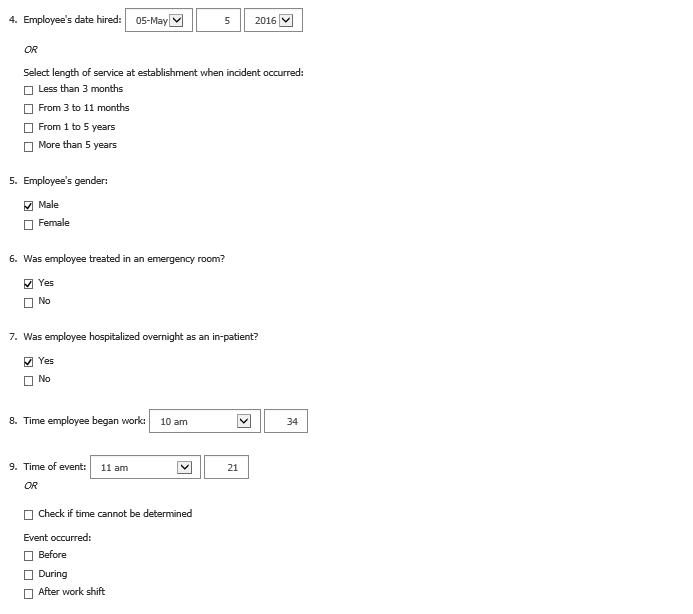 4. Employee's date hired: 05-May 5 2016
OR
Select length of service at establishment when incident occurred:
Less than 3 months
From 3 to 11 months
From 1 to 5 years
More than 5 years
5. Employee's gender:
Male
Female
6. Was employee treated in an emergency room?
Yes
No
7. Was employee hospitalized overnight as an in-patient?
Yes
No
8. Time employee began work: 10 am 34
9. Time of event: 11 am 21
OR
Check if time cannot be determined
Event occurred:
Before
During
After work shift